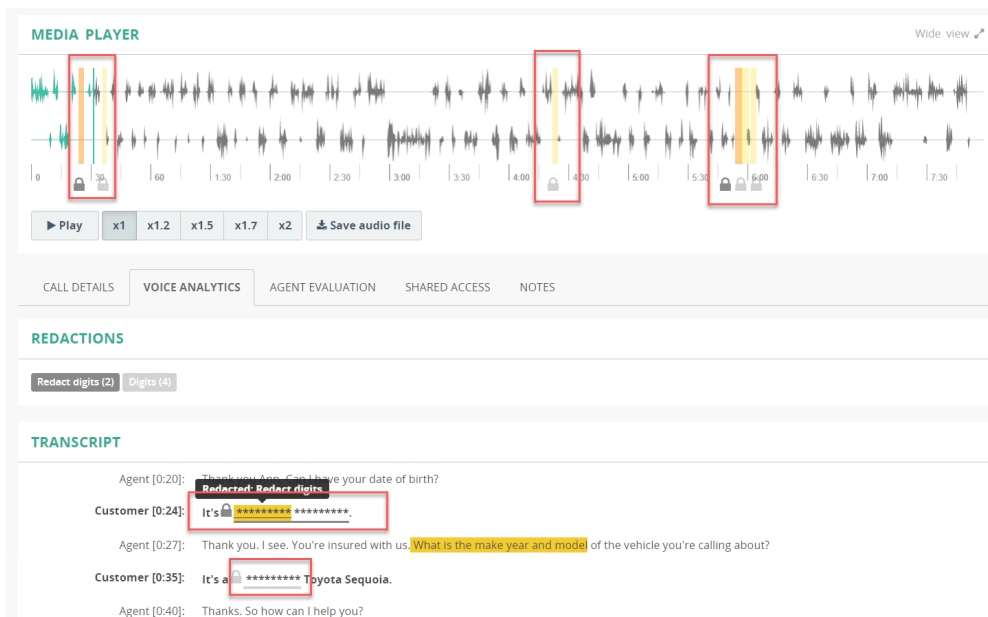 MEDIA PLAYER
Wide view
0 30 60 1:30 2:00 2:30 3:00 3:30 4:00 4:30 5:00 5:30 6:00 6:30 7:00 7:30
Play x1 x1.2 x1.5 x1.7 x2 Save audio file
CALL DETAILS VOICE ANALYTICS AGENT EVALUATION SHARED ACCESS NOTES
REDACTIONS
Redact digits (2) Digits (4)
TRANSCRIPT
Agent [0:20]: Thank you Ann. Can I have your date of birth?
Redacted: Redact digits
Customer [0:24]: It's ********* *********.
Agent [0:27]: Thank you. I see. You're insured with us. What is the make year and model of the vehicle you're calling about?
Customer [0:35]: It's a ********* Toyota Sequoia.
Agent [0:40]: Thanks. So how can I help you?